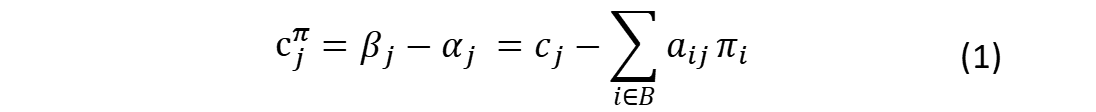 c_j^π = β_j − α_j = c_j − ∑_{i∈B} a_{ij} π_i (1)